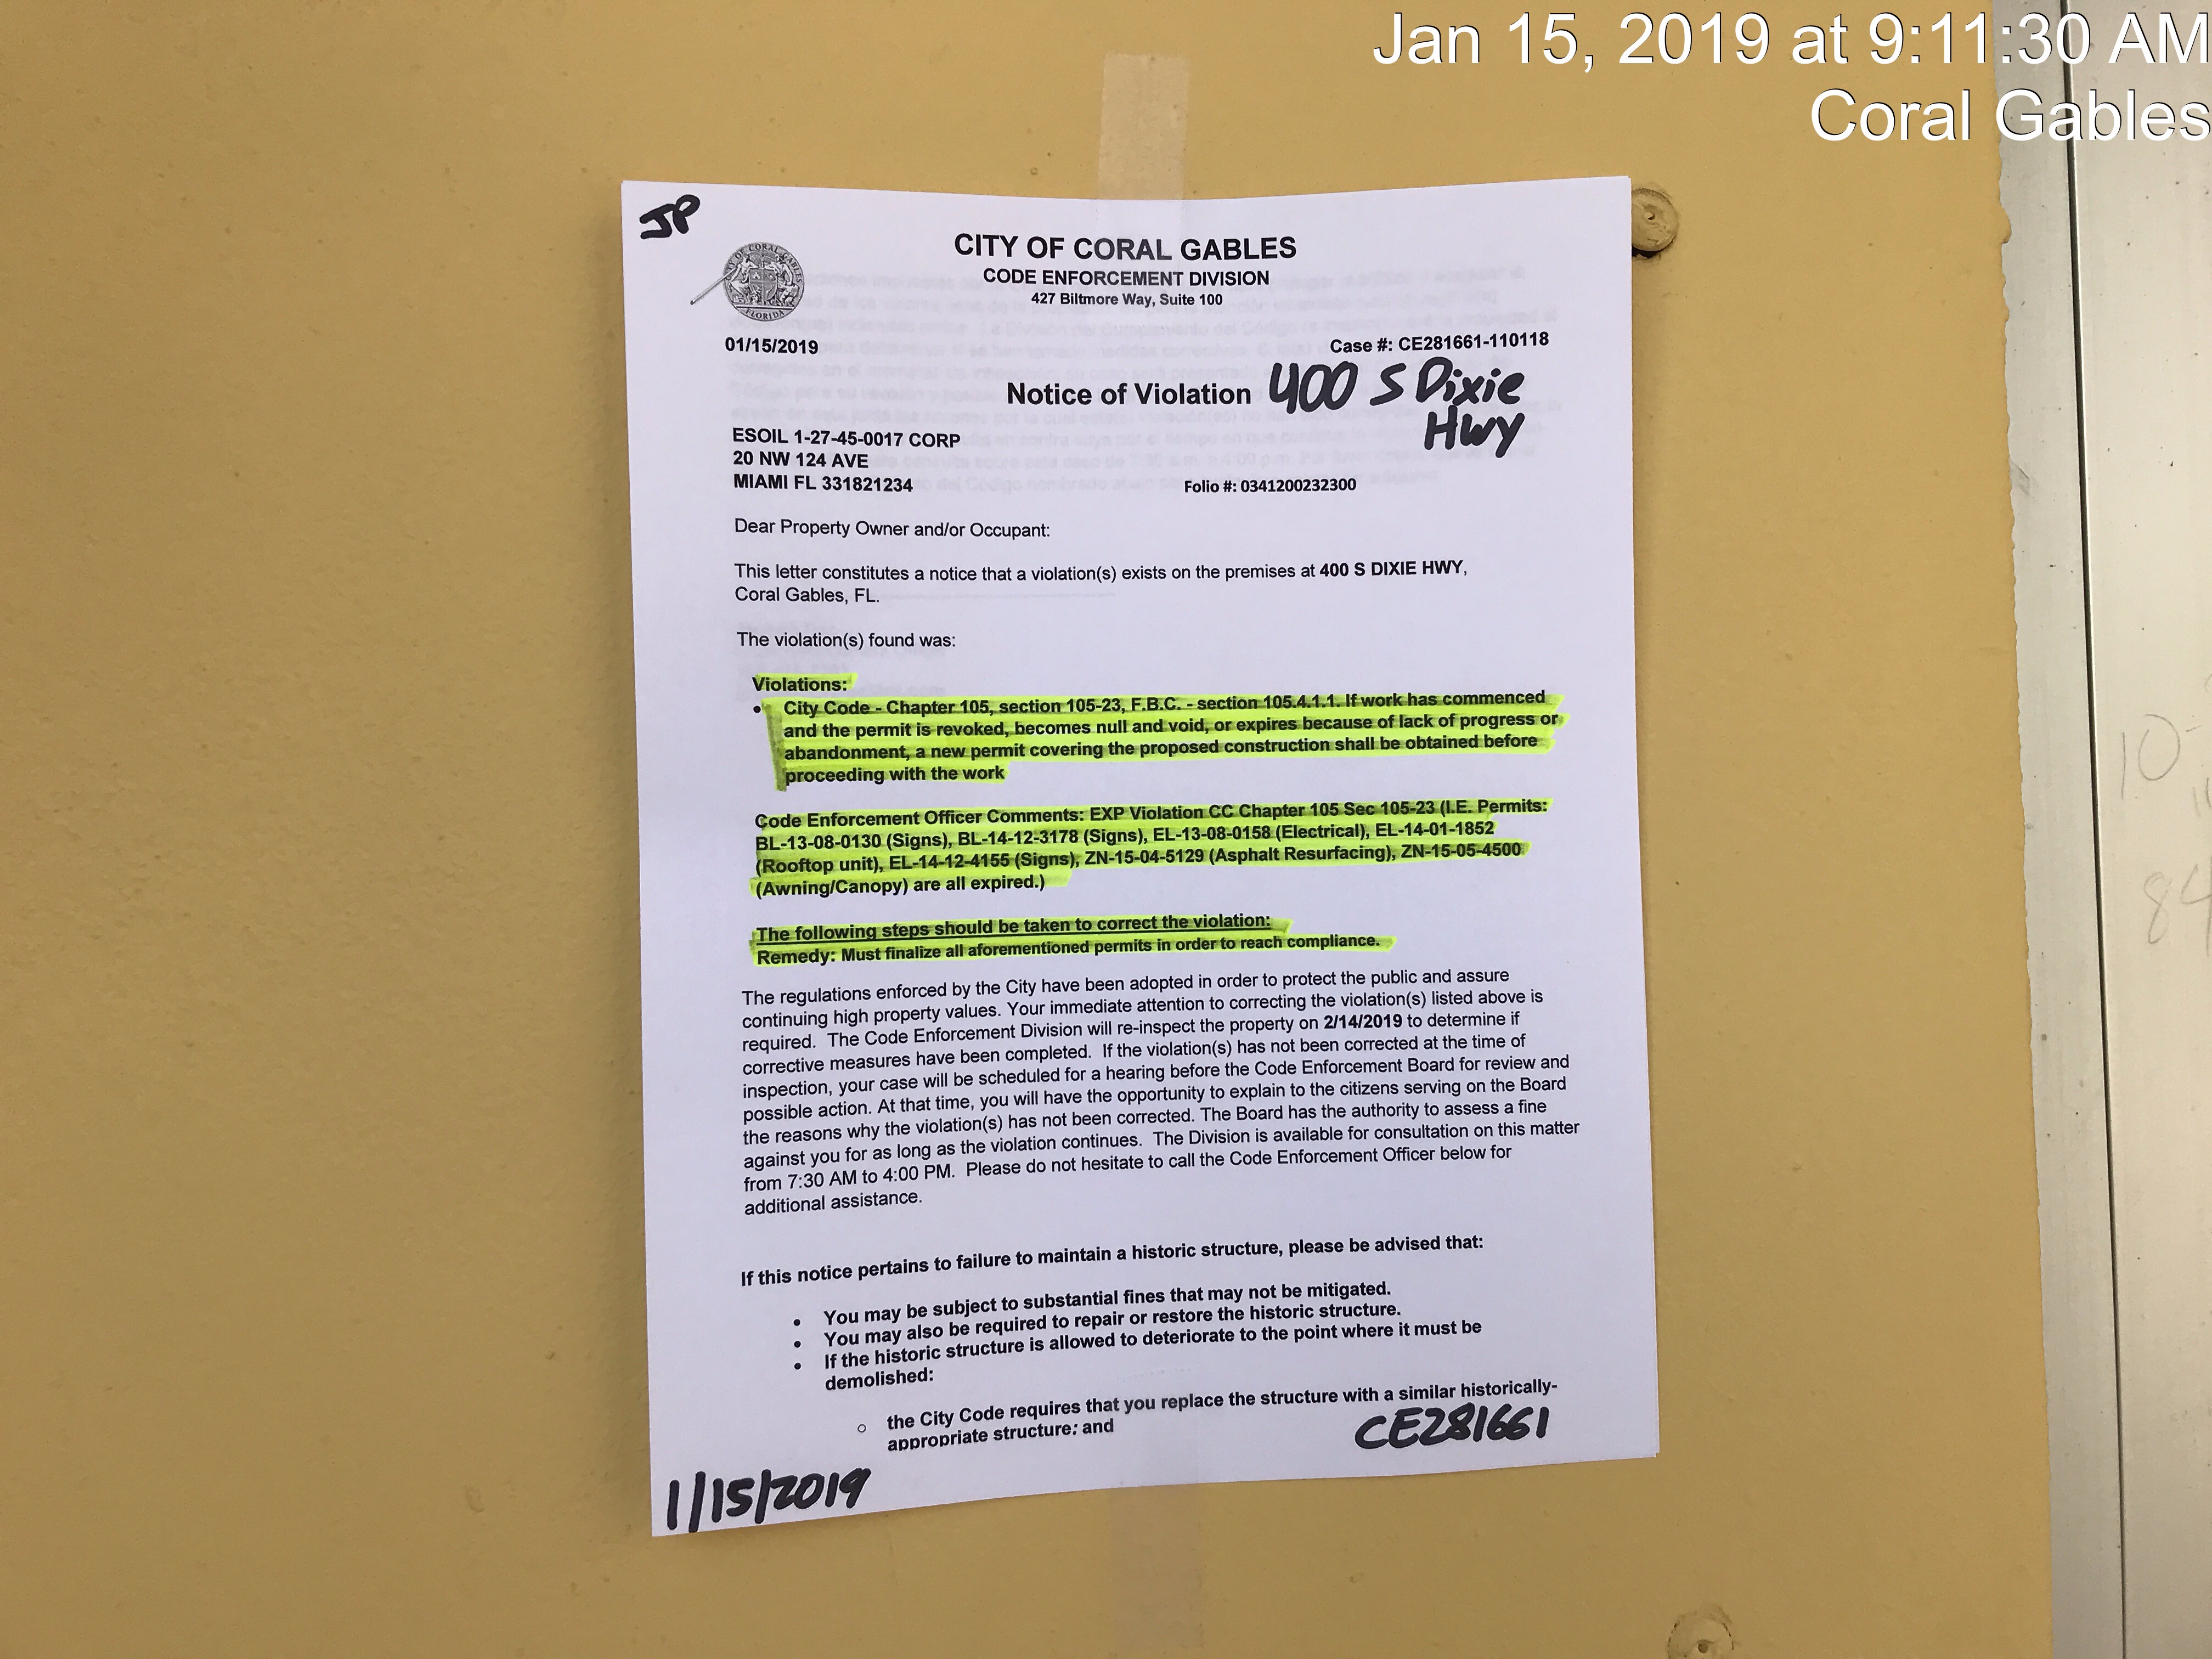 Jan 15, 2019 at 9:11:30 AM
Coral Gables
JP
CITY OF CORAL GABLES
CODE ENFORCEMENT DIVISION
427 Biltmore Way, Suite 100
FLORIDA
01/15/2019
Case #: CE281661-110118
Notice of Violation 400 S Dixie
Hwy
ESOIL 1-27-45-0017 CORP
20 NW 124 AVE
MIAMI FL 331821234
Folio #: 0341200232300
Dear Property Owner and/or Occupant:
This letter constitutes a notice that a violation(s) exists on the premises at 400 S DIXIE HWY,
Coral Gables, FL.
The violation(s) found was:
Violations:
• City Code - Chapter 105, section 105-23, F.B.C. - section 105.4.1.1. If work has commenced
and the permit is revoked, becomes null and void, or expires because of lack of progress or
abandonment, a new permit covering the proposed construction shall be obtained before
proceeding with the work
Code Enforcement Officer Comments: EXP Violation CC Chapter 105 Sec 105-23 (I.E. Permits:
BL-13-08-0130 (Signs), BL-14-12-3178 (Signs), EL-13-08-0158 (Electrical), EL-14-01-1852
(Rooftop unit), EL-14-12-4155 (Signs), ZN-15-04-5129 (Asphalt Resurfacing), ZN-15-05-4500
(Awning/Canopy) are all expired.)
The following steps should be taken to correct the violation:
Remedy: Must finalize all aforementioned permits in order to reach compliance.
The regulations enforced by the City have been adopted in order to protect the public and assure
continuing high property values. Your immediate attention to correcting the violation(s) listed above is
required. The Code Enforcement Division will re-inspect the property on 2/14/2019 to determine if
corrective measures have been completed. If the violation(s) has not been corrected at the time of
inspection, your case will be scheduled for a hearing before the Code Enforcement Board for review and
possible action. At that time, you will have the opportunity to explain to the citizens serving on the Board
the reasons why the violation(s) has not been corrected. The Board has the authority to assess a fine
against you for as long as the violation continues. The Division is available for consultation on this matter
from 7:30 AM to 4:00 PM. Please do not hesitate to call the Code Enforcement Officer below for
additional assistance.
If this notice pertains to failure to maintain a historic structure, please be advised that:
• You may be subject to substantial fines that may not be mitigated.
• You may also be required to repair or restore the historic structure.
• If the historic structure is allowed to deteriorate to the point where it must be
demolished:
○ the City Code requires that you replace the structure with a similar historically-
appropriate structure; and
CE281661
1/15/2019
10
84